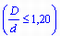 (D/d ≤ 1,20)